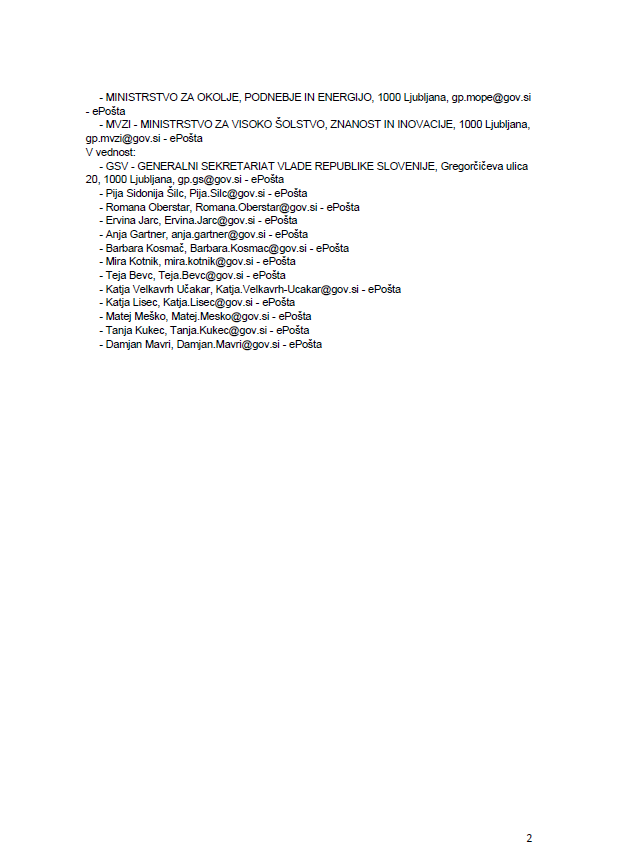 - MINISTRSTVO ZA OKOLJE, PODNEBJE IN ENERGIJO, 1000 Ljubljana, gp.mope@gov.si
- ePošta
- MVZI - MINISTRSTVO ZA VISOKO ŠOLSTVO, ZNANOST IN INOVACIJE, 1000 Ljubljana,
gp.mvzi@gov.si - ePošta
V vednost:
- GSV - GENERALNI SEKRETARIAT VLADE REPUBLIKE SLOVENIJE, Gregorčičeva ulica
20, 1000 Ljubljana, gp.gs@gov.si - ePošta
- Pija Sidonija Šilc, Pija.Silc@gov.si - ePošta
- Romana Oberstar, Romana.Oberstar@gov.si - ePošta
- Ervina Jarc, Ervina.Jarc@gov.si - ePošta
- Anja Gartner, anja.gartner@gov.si - ePošta
- Barbara Kosmač, Barbara.Kosmac@gov.si - ePošta
- Mira Kotnik, mira.kotnik@gov.si - ePošta
- Teja Bevc, Teja.Bevc@gov.si - ePošta
- Katja Velkavrh Učakar, Katja.Velkavrh-Ucakar@gov.si - ePošta
- Katja Lisec, Katja.Lisec@gov.si - ePošta
- Matej Meško, Matej.Mesko@gov.si - ePošta
- Tanja Kukec, Tanja.Kukec@gov.si - ePošta
- Damjan Mavri, Damjan.Mavri@gov.si - ePošta
2